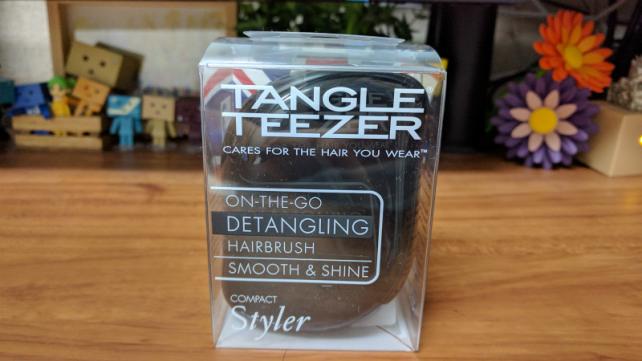 TANGLE
TEEZER
CARES FOR THE HAIR YOU WEAR™
ON-THE-GO
DETANGLING
HAIRBRUSH
SMOOTH & SHINE
COMPACT
Styler